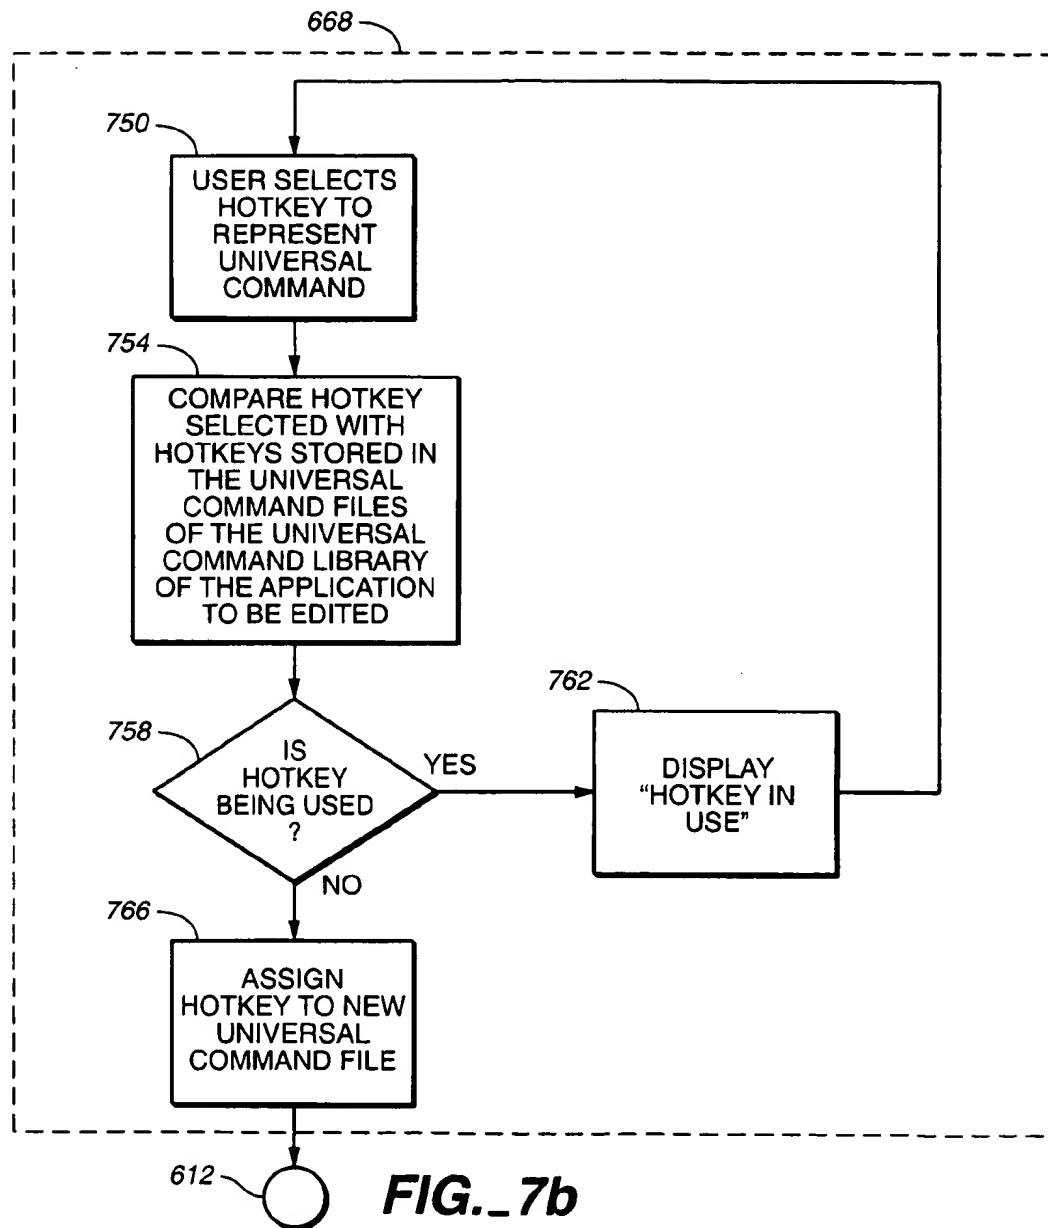 668
750
USER SELECTS
HOTKEY TO
REPRESENT
UNIVERSAL
COMMAND
754
COMPARE HOTKEY
SELECTED WITH
HOTKEYS STORED IN
THE UNIVERSAL
COMMAND FILES
OF THE UNIVERSAL
COMMAND LIBRARY
OF THE APPLICATION
TO BE EDITED
758
IS
HOTKEY
BEING USED
?
YES
762
DISPLAY
“HOTKEY IN
USE”
NO
766
ASSIGN
HOTKEY TO NEW
UNIVERSAL
COMMAND FILE
612
FIG._7b